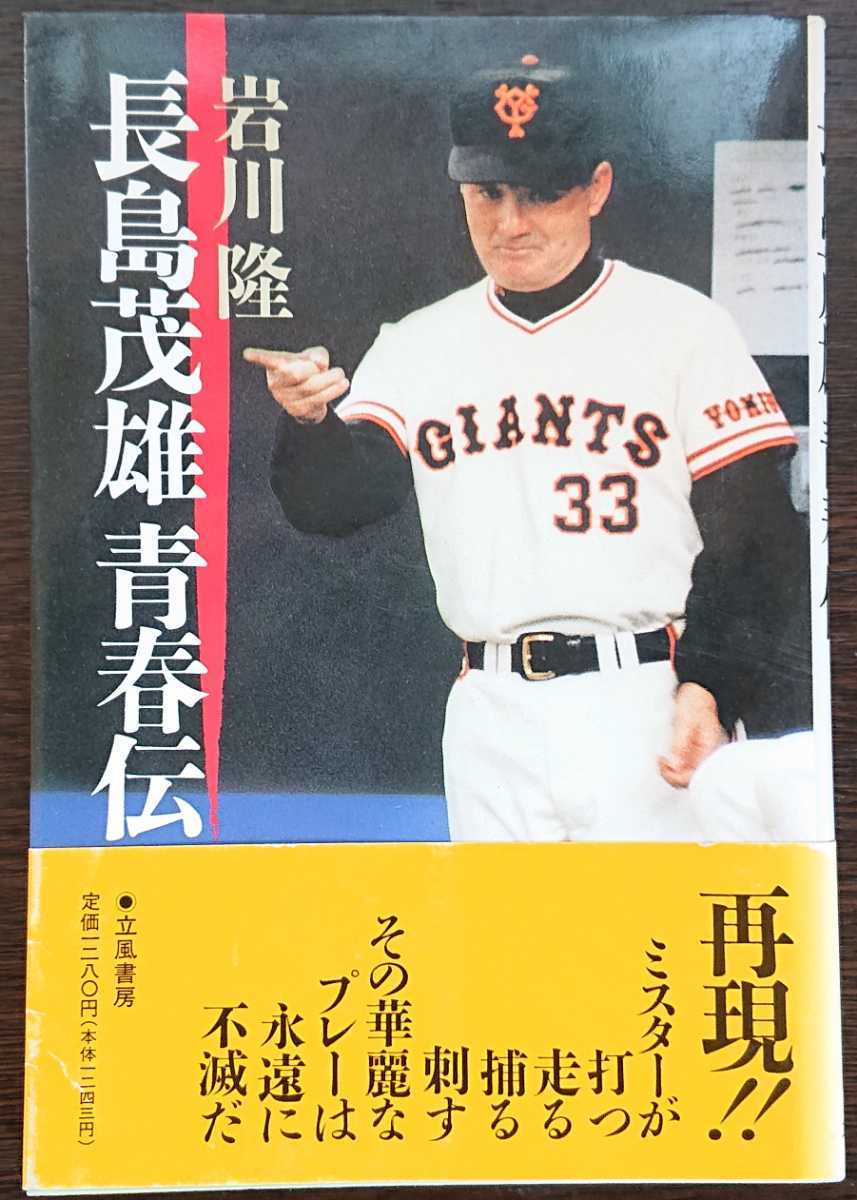 岩川隆
長島茂雄 青春伝
YG
GIANTS
33
YOMIU
再現!!
ミスターが
打つ
走る
捕る
刺す
その華麗な
プレーは
永遠に
不滅だ
●立風書房
定価一二八〇円(本体一二四三円)